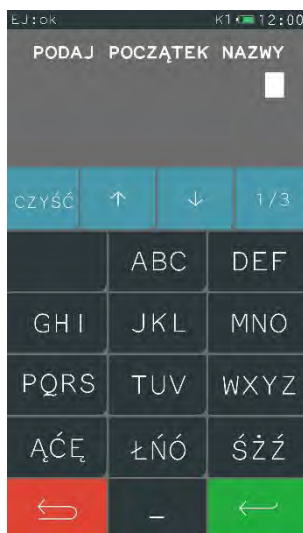 EJ:ok K1 12:00
PODAJ POCZĄTEK NAZWY
CZYŚĆ ↑ ↓ 1/3
ABC DEF
GHI JKL MNO
PQRS TUV WXYZ
ĄĆĘ ŁŃÓ ŚŻŹ
_